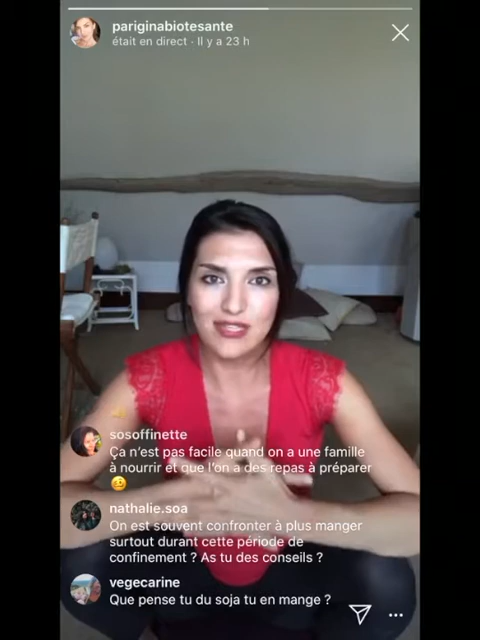 pariginabiotesante
était en direct · Il y a 23 h
sosoffinette
Ça n'est pas facile quand on a une famille
à nourrir et que l'on a des repas à préparer
🥴
nathalie.soa
On est souvent confronter à plus manger
surtout durant cette période de
confinement ? As tu des conseils ?
vegecarine
Que pense tu du soja tu en mange ?